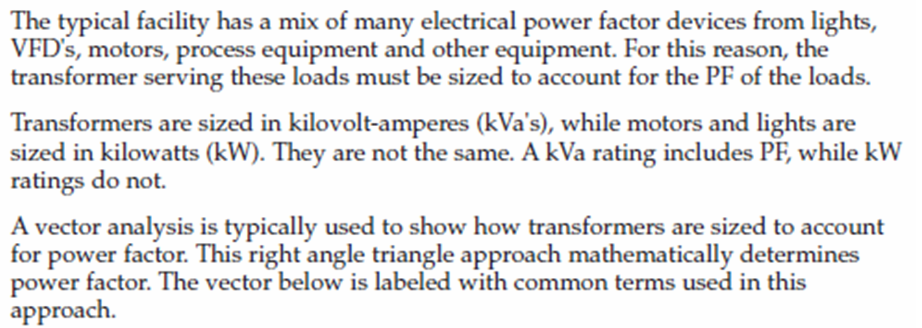 The typical facility has a mix of many electrical power factor devices from lights,
VFD's, motors, process equipment and other equipment. For this reason, the
transformer serving these loads must be sized to account for the PF of the loads.
Transformers are sized in kilovolt-amperes (kVa's), while motors and lights are
sized in kilowatts (kW). They are not the same. A kVa rating includes PF, while kW
ratings do not.
A vector analysis is typically used to show how transformers are sized to account
for power factor. This right angle triangle approach mathematically determines
power factor. The vector below is labeled with common terms used in this
approach.